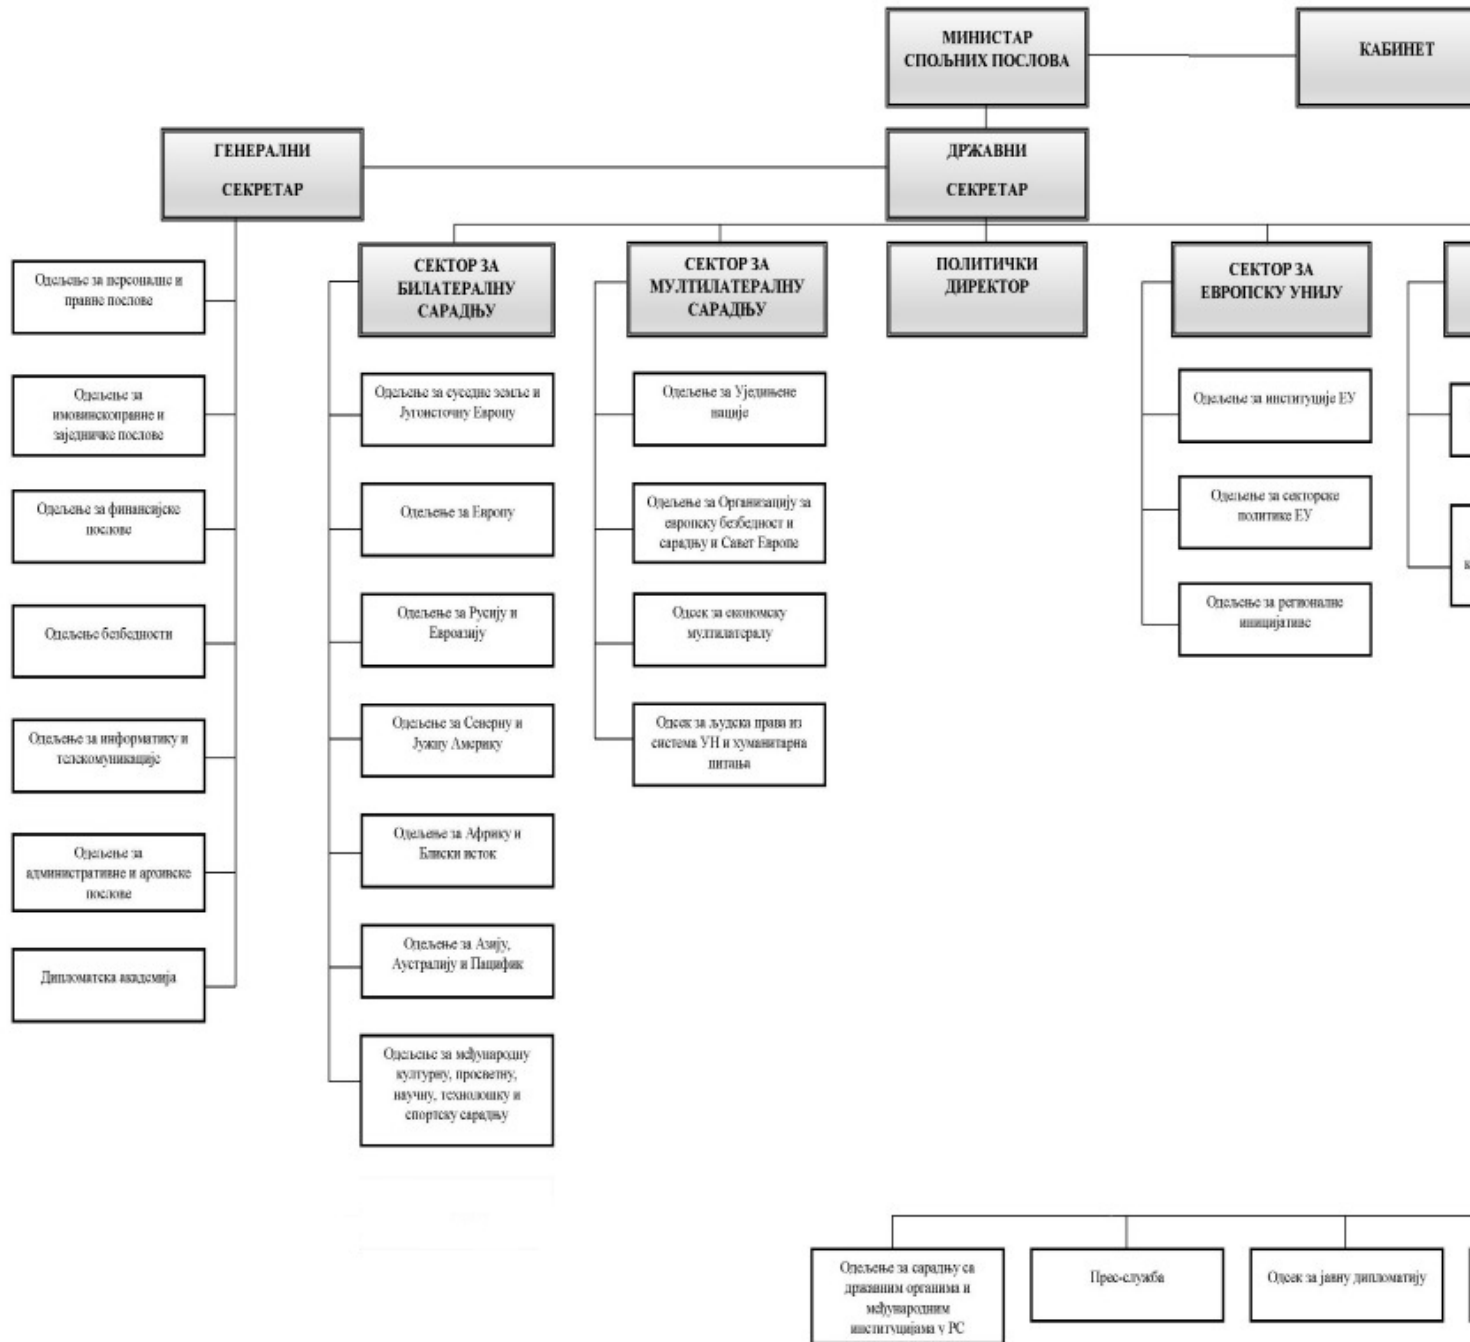 МИНИСТАР
СПОЉНИХ ПОСЛОВА
КАБИНЕТ
ГЕНЕРАЛНИ
СЕКРЕТАР
ДРЖАВНИ
СЕКРЕТАР
СЕКТОР ЗА
БИЛАТЕРАЛНУ
САРАДЊУ
СЕКТОР ЗА
МУЛТИЛАТЕРАЛНУ
САРАДЊУ
ПОЛИТИЧКИ
ДИРЕКТОР
СЕКТОР ЗА
ЕВРОПСКУ УНИЈУ
Одељење за персоналне и
правне послове
Одељење за
имовинскоправне и
заједничке послове
Одељење за финансијске
послове
Одељење безбедности
Одељење за информатику и
телекомуникације
Одељење за
административне и архивске
послове
Дипломатска академија
Одељење за суседне земље и
Југоисточну Европу
Одељење за Европу
Одељење за Русију и
Евроазију
Одељење за Северну и
Јужну Америку
Одељење за Африку и
Блиски исток
Одељење за Азију,
Аустралију и Пацифик
Одељење за међународну
културну, просветну,
научну, технолошку и
спортску сарадњу
Одељење за Уједињене
нације
Одељење за Организацију за
европску безбедност и
сарадњу и Савет Европе
Одсек за економску
мултилатералу
Одсек за људска права из
система УН и хуманитарна
питања
Одељење за институције ЕУ
Одељење за секторске
политике ЕУ
Одељење за регионалне
иницијативе
Одељење за сарадњу са
државним органима и
међународним
институцијама у РС
Прес-служба
Одсек за јавну дипломатију